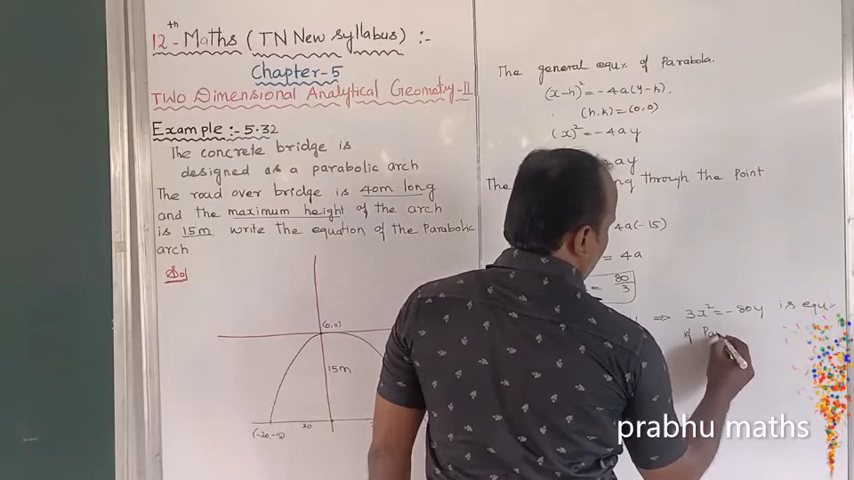 12th - Maths ( TN New syllabus ) :-
Chapter-5
TWO Dimensional Analytical Geometry-II
Example :- 5.32
The concrete bridge is
designed as a parabolic arch
The road over bridge is 40m long
and the maximum height of the arch
is 15m. write the equation of the Parabolic
arch.
Sol
(0,0)
15m
(-20,-15)
20
The general equn of Parabola.
(x-h)² = -4a(y-k).
(h,k)=(0,0)
(x)² = -4ay
ay
The through the Point
4a(-15)
= 4a
= 80/3
⇒ 3x² = -80y is equn
of Pa
prabhu maths